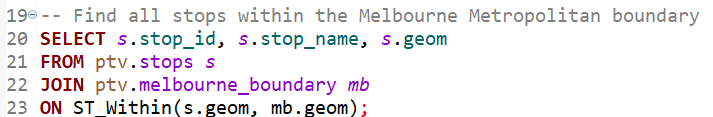 19 -- Find all stops within the Melbourne Metropolitan boundary
20 SELECT s.stop_id, s.stop_name, s.geom
21 FROM ptv.stops s
22 JOIN ptv.melbourne_boundary mb
23 ON ST_Within(s.geom, mb.geom);